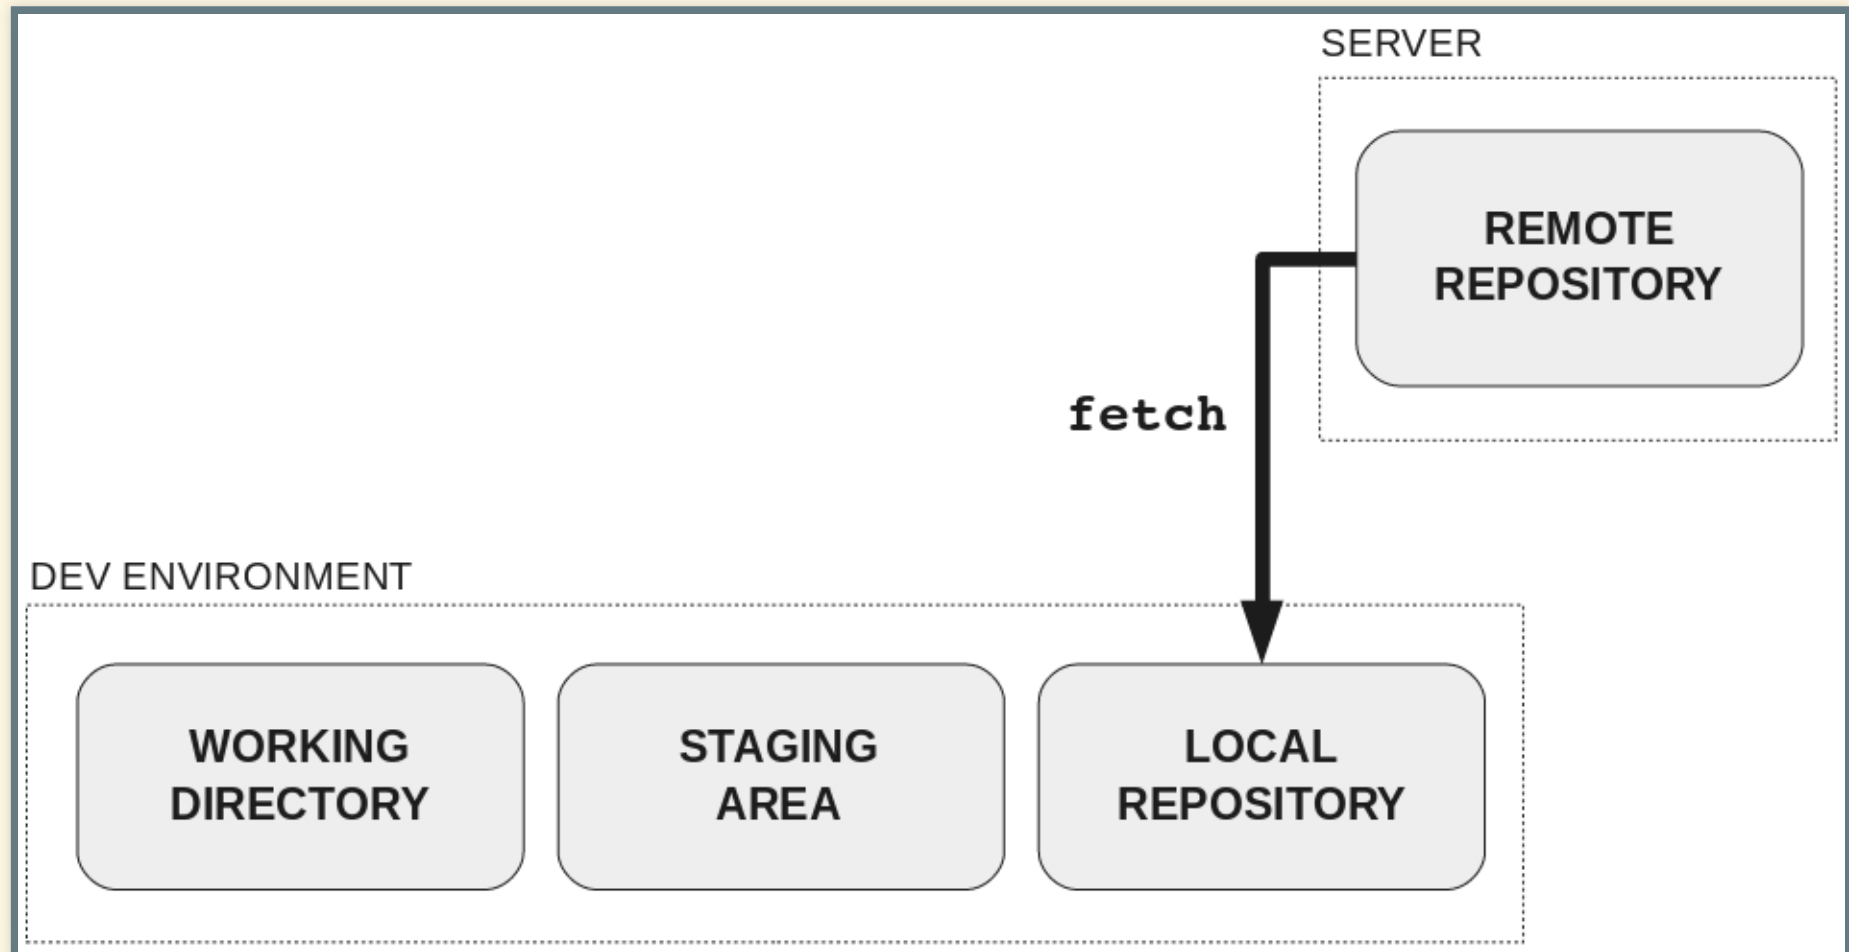 SERVER
REMOTE
REPOSITORY
fetch
DEV ENVIRONMENT
WORKING
DIRECTORY
STAGING
AREA
LOCAL
REPOSITORY